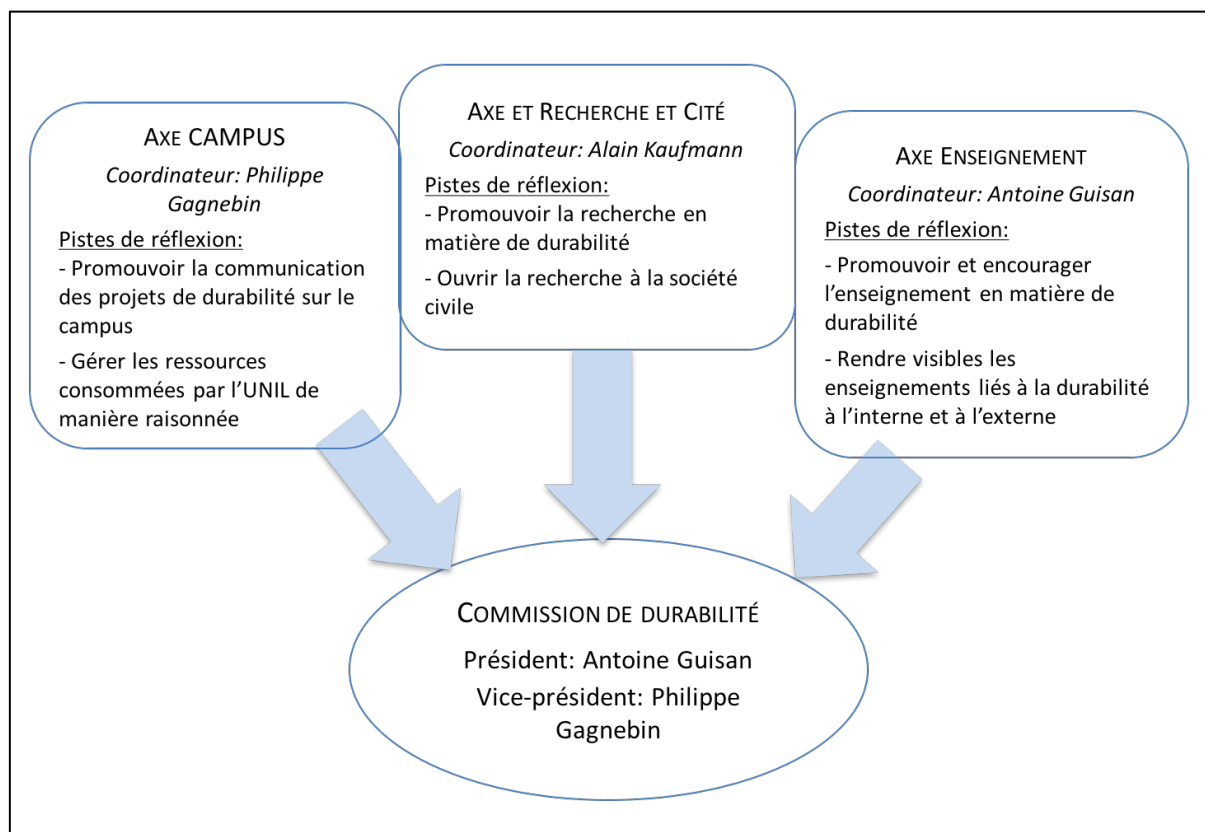 AXE CAMPUS
Coordinateur: Philippe
Gagnebin
Pistes de réflexion:
- Promouvoir la communication
des projets de durabilité sur le
campus
- Gérer les ressources
consommées par l'UNIL de
manière raisonnée
AXE ET RECHERCHE ET CITÉ
Coordinateur: Alain Kaufmann
Pistes de réflexion:
- Promouvoir la recherche en
matière de durabilité
- Ouvrir la recherche à la société
civile
AXE ENSEIGNEMENT
Coordinateur: Antoine Guisan
Pistes de réflexion:
- Promouvoir et encourager
l'enseignement en matière de
durabilité
- Rendre visibles les
enseignements liés à la durabilité
à l'interne et à l'externe
COMMISSION DE DURABILITÉ
Président: Antoine Guisan
Vice-président: Philippe
Gagnebin